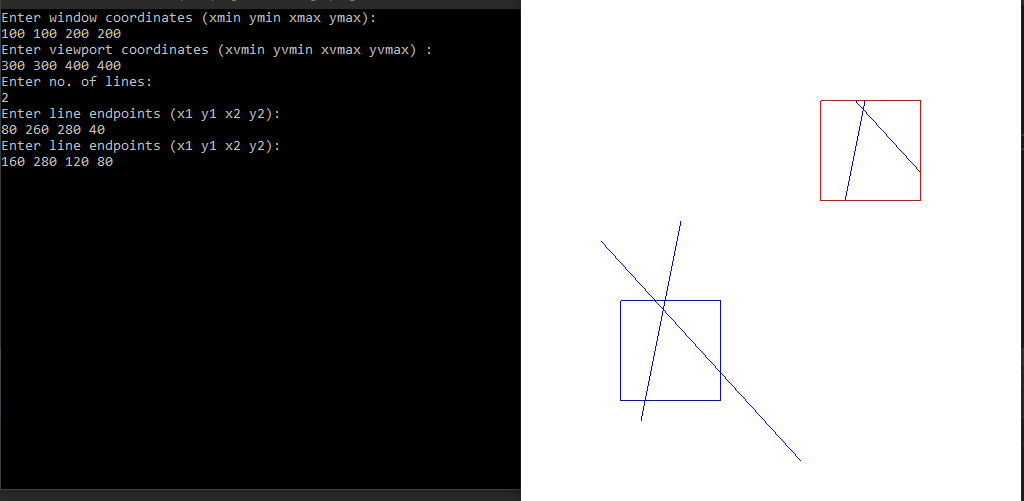 Enter window coordinates (xmin ymin xmax ymax):
100 100 200 200
Enter viewport coordinates (xvmin yvmin xvmax yvmax) :
300 300 400 400
Enter no. of lines:
2
Enter line endpoints (x1 y1 x2 y2):
80 260 280 40
Enter line endpoints (x1 y1 x2 y2):
160 280 120 80